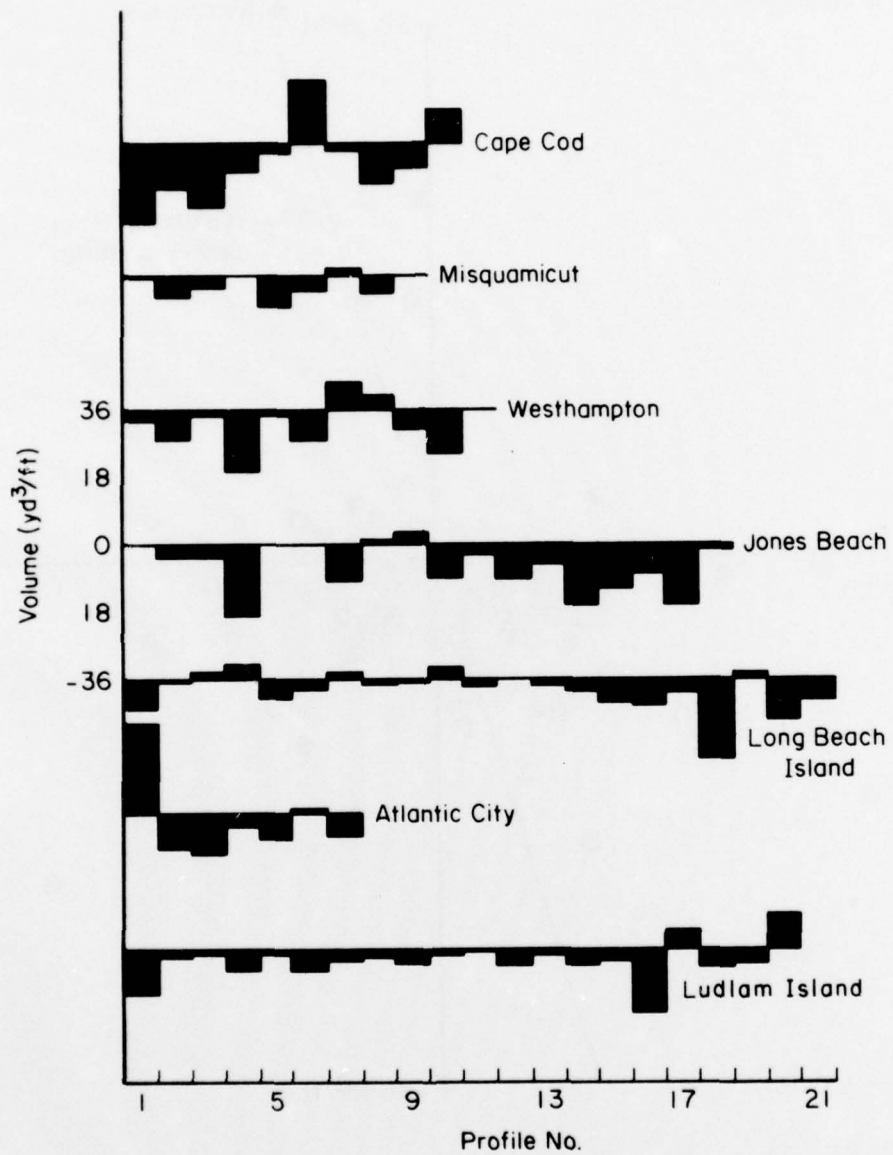 Cape Cod
Misquamicut
Westhampton
Jones Beach
Long Beach
Island
Atlantic City
Ludlam Island
Volume (yd³/ft)
36
18
0
18
-36
1 5 9 13 17 21
Profile No.